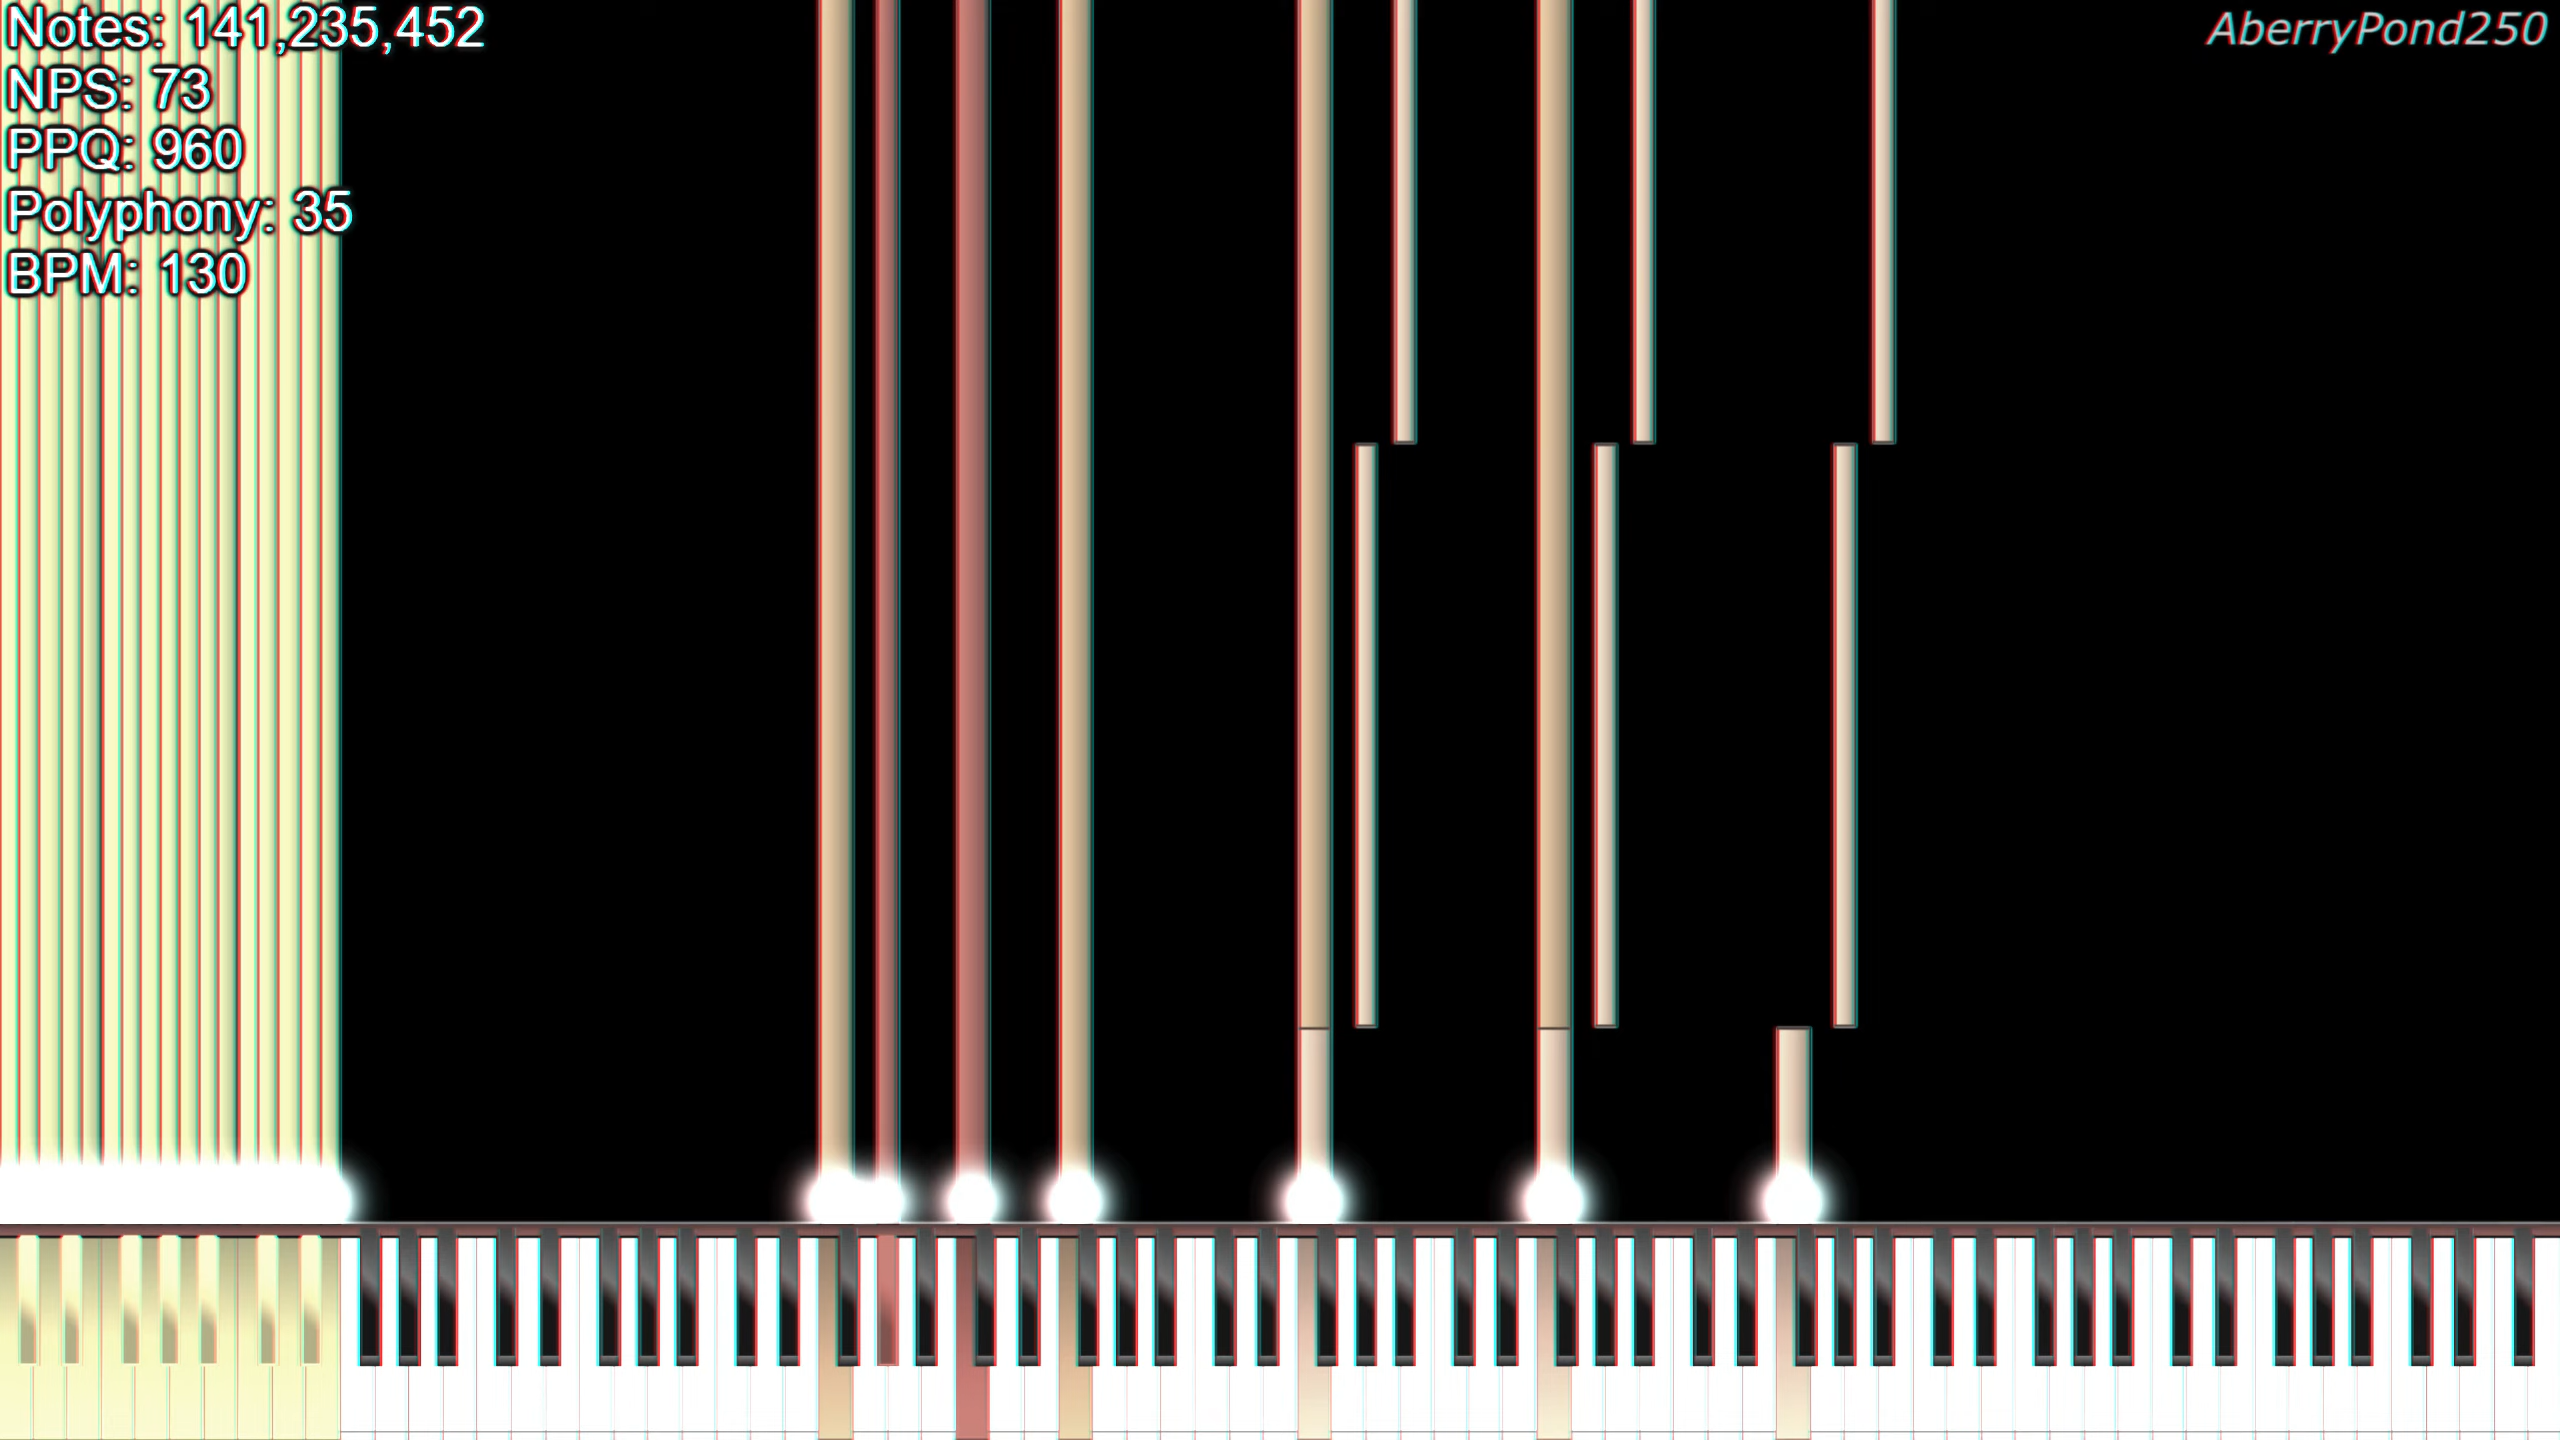 Notes: 141,235,452
NPS: 73
PPQ: 960
Polyphony: 35
BPM: 130
AberryPond250